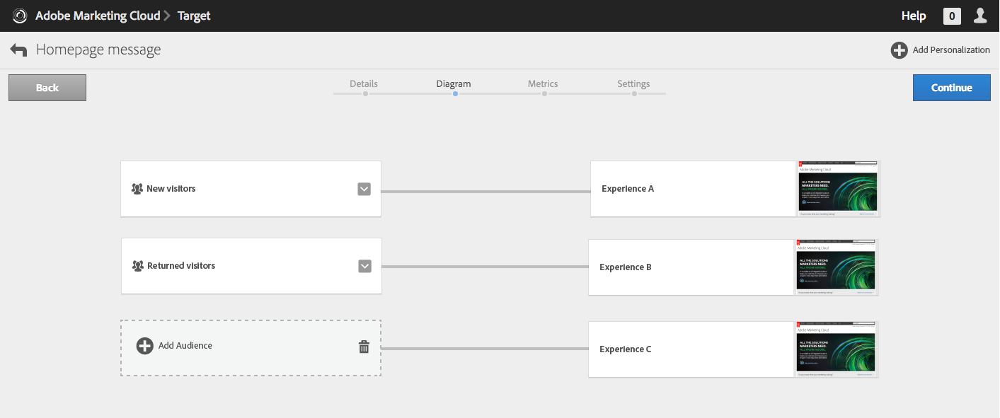 Adobe Marketing Cloud > Target
Help
0
Homepage message
Add Personalization
Back
Details
Diagram
Metrics
Settings
Continue
New visitors
Experience A
Adobe Marketing Cloud
ALL THE SOLUTIONS
MARKETERS NEED.
ALL FROM ADOBE.
Returned visitors
Experience B
Adobe Marketing Cloud
ALL THE SOLUTIONS
MARKETERS NEED.
ALL FROM ADOBE.
Add Audience
Experience C
Adobe Marketing Cloud
ALL THE SOLUTIONS
MARKETERS NEED.
ALL FROM ADOBE.